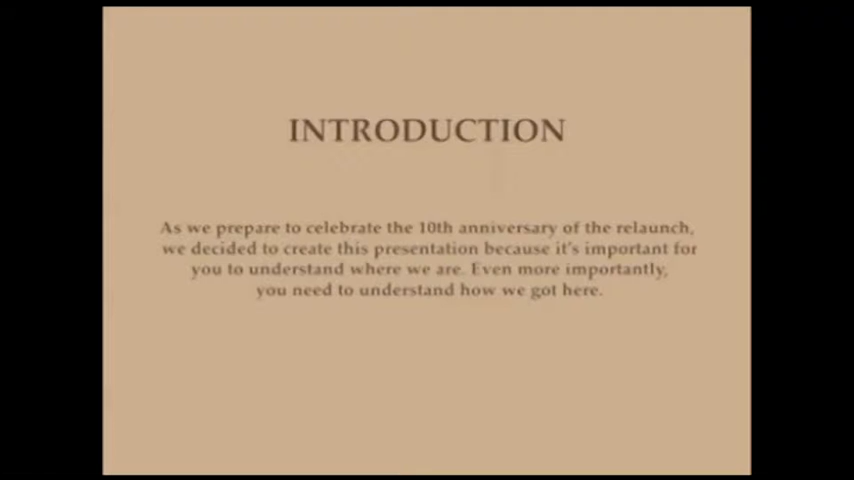 INTRODUCTION
As we prepare to celebrate the 10th anniversary of the relaunch,
we decided to create this presentation because it's important for
you to understand where we are. Even more importantly,
you need to understand how we got here.